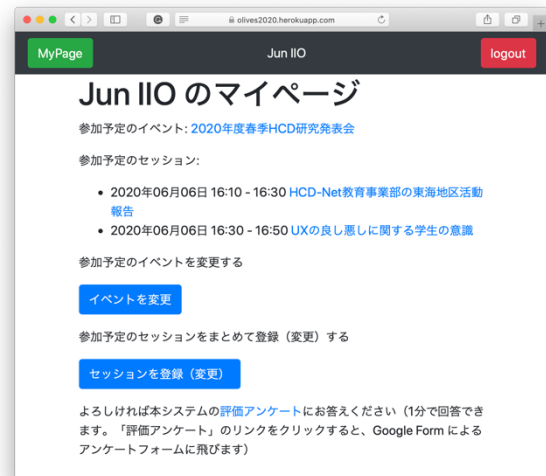 olives2020.herokuapp.com
MyPage
Jun IIO
logout
Jun IIO のマイページ
参加予定のイベント: 2020年度春季HCD研究発表会
参加予定のセッション:
• 2020年06月06日 16:10 - 16:30 HCD-Net教育事業部の東海地区活動
報告
• 2020年06月06日 16:30 - 16:50 UXの良し悪しに関する学生の意識
参加予定のイベントを変更する
イベントを変更
参加予定のセッションをまとめて登録（変更）する
セッションを登録（変更）
よろしければ本システムの評価アンケートにお答えください（1分で回答でき
ます。「評価アンケート」のリンクをクリックすると、Google Form による
アンケートフォームに飛びます）